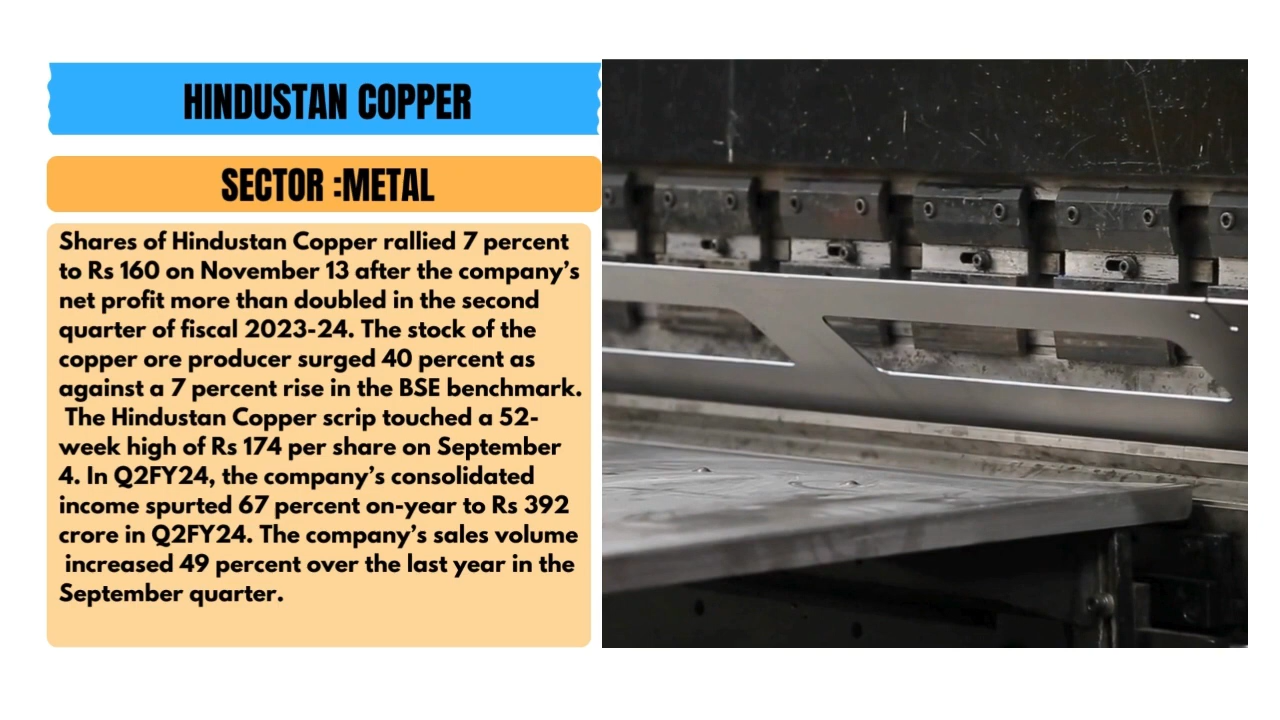 HINDUSTAN COPPER
SECTOR :METAL
Shares of Hindustan Copper rallied 7 percent
to Rs 160 on November 13 after the company’s
net profit more than doubled in the second
quarter of fiscal 2023-24. The stock of the
copper ore producer surged 40 percent as
against a 7 percent rise in the BSE benchmark.
The Hindustan Copper scrip touched a 52-
week high of Rs 174 per share on September
4. In Q2FY24, the company’s consolidated
income spurted 67 percent on-year to Rs 392
crore in Q2FY24. The company’s sales volume
increased 49 percent over the last year in the
September quarter.